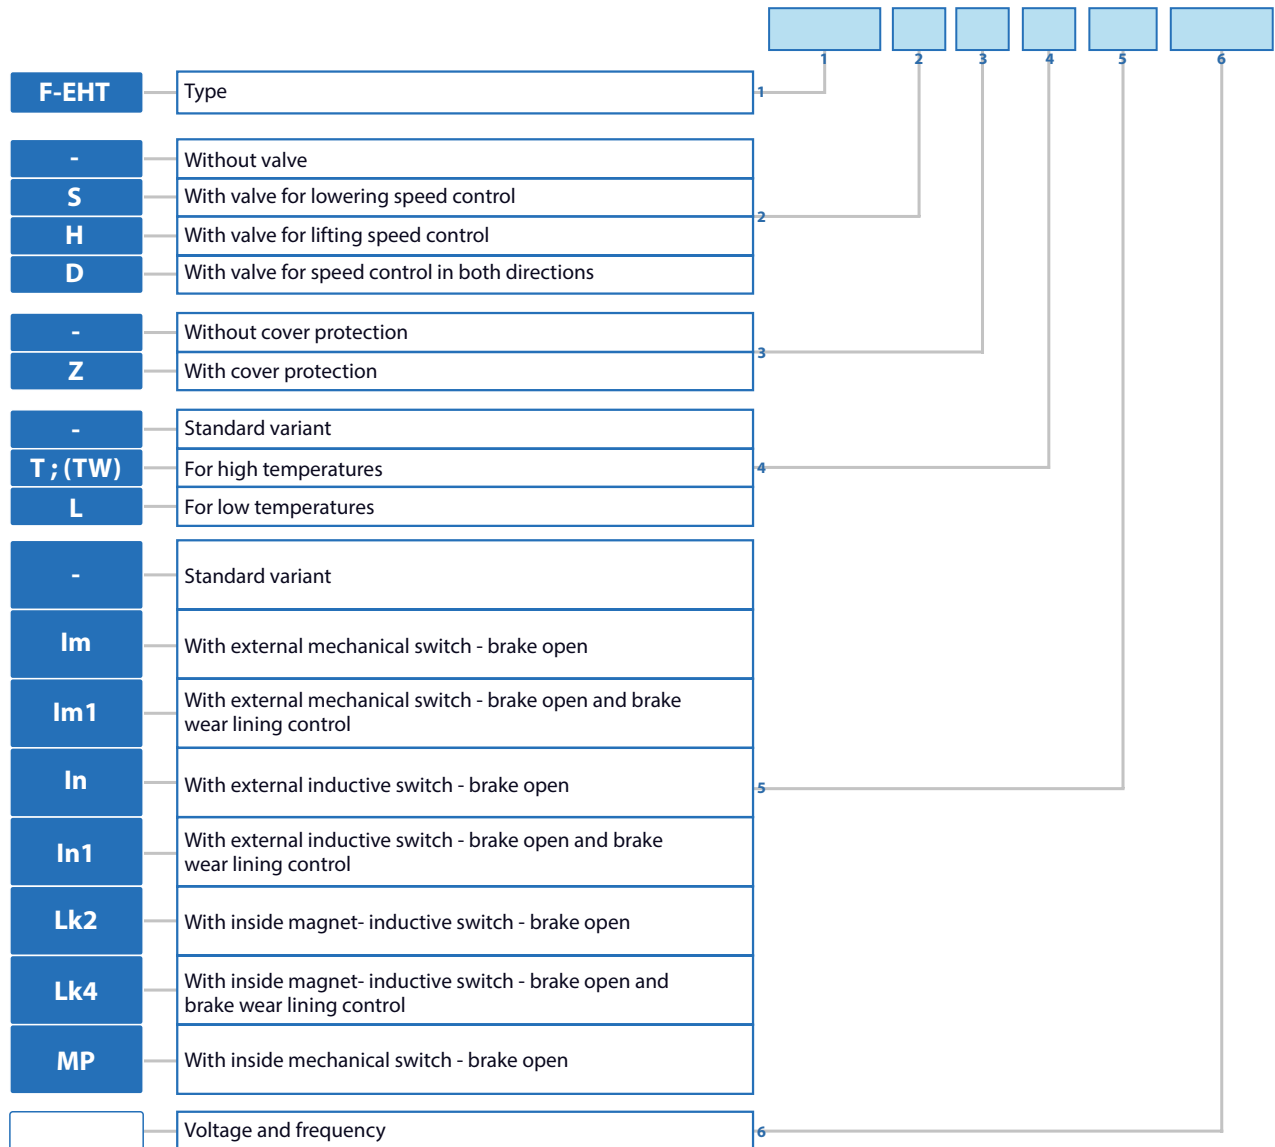 1 2 3 4 5 6
F-EHT Type 1
- Without valve
S With valve for lowering speed control
2
H With valve for lifting speed control
D With valve for speed control in both directions
- Without cover protection
3
Z With cover protection
- Standard variant
T ; (TW) For high temperatures 4
L For low temperatures
- Standard variant
Im With external mechanical switch - brake open
Im1 With external mechanical switch - brake open and brake
wear lining control
In With external inductive switch - brake open 5
In1 With external inductive switch - brake open and brake
wear lining control
Lk2 With inside magnet- inductive switch - brake open
Lk4 With inside magnet- inductive switch - brake open and
brake wear lining control
MP With inside mechanical switch - brake open
Voltage and frequency 6